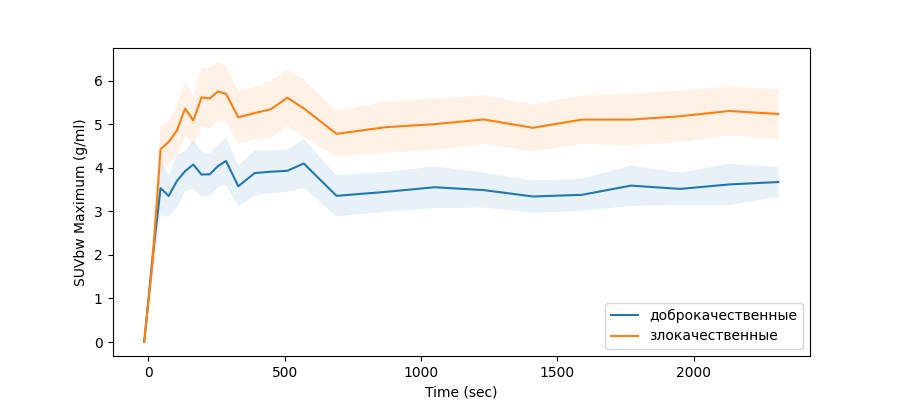 6
5
4
3
2
1
0
SUVbw Maximum (g/ml)
0 500 1000 1500 2000
Time (sec)
доброкачественные
злокачественные